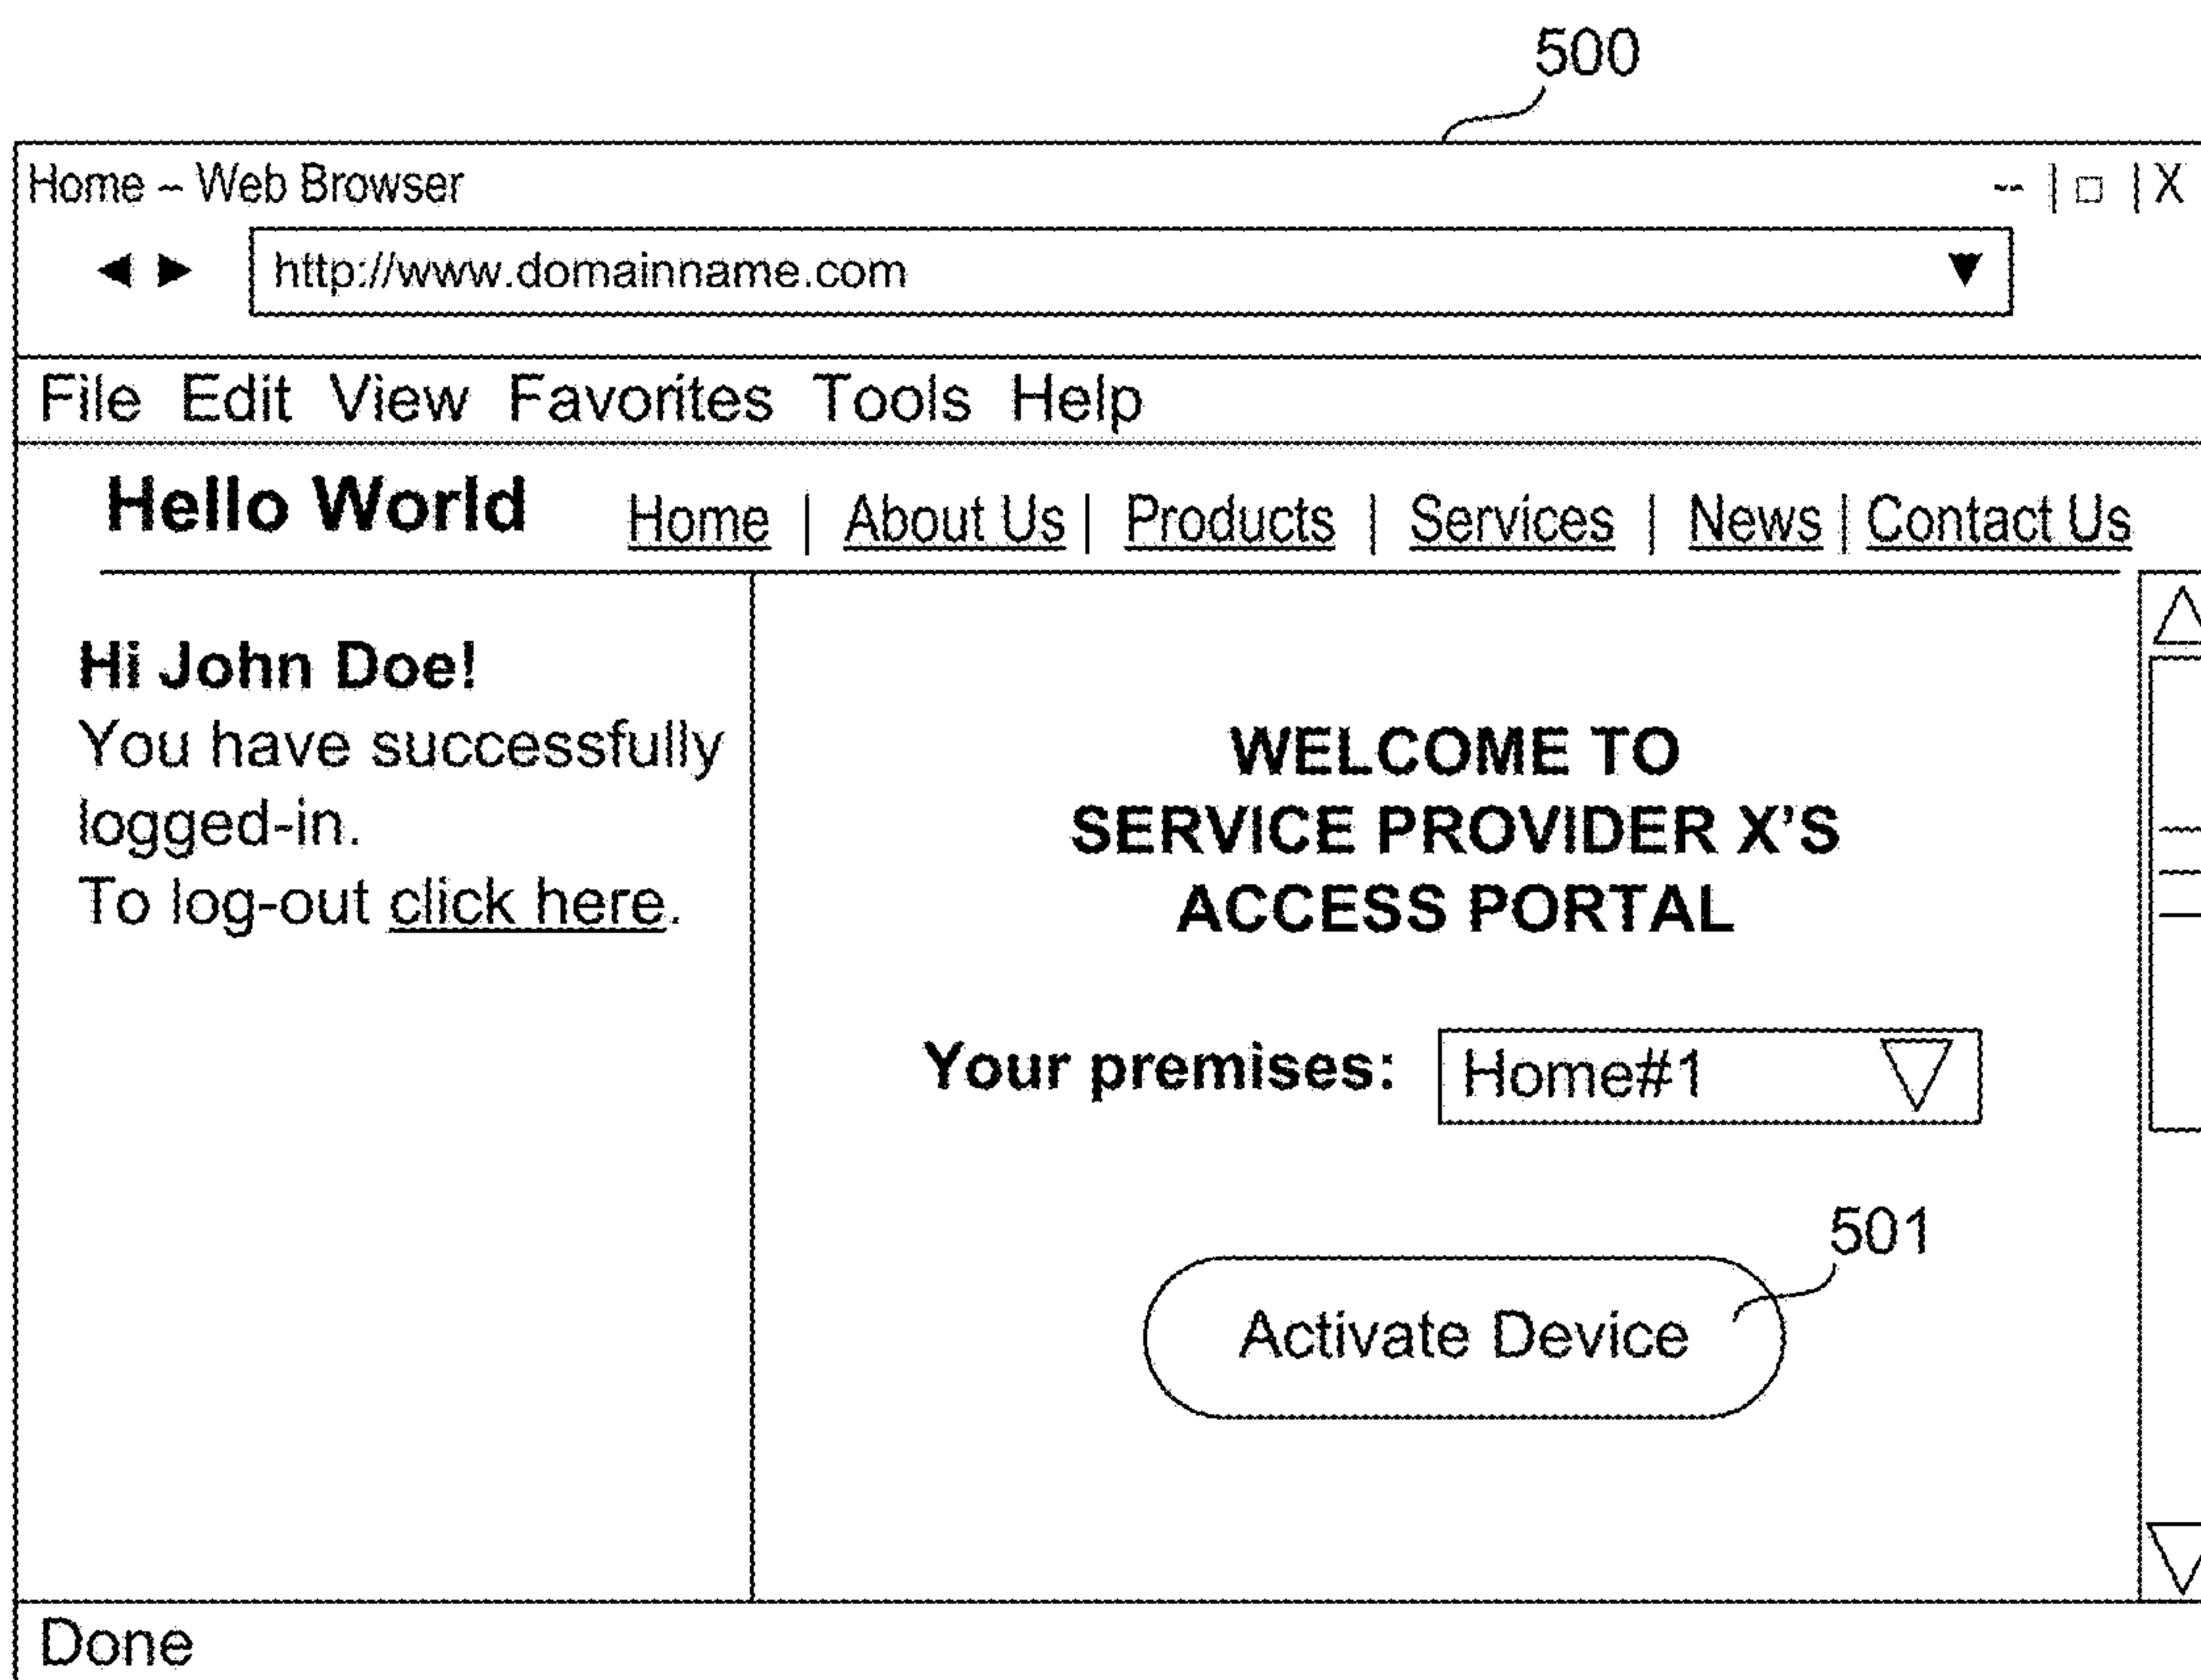 500
Home – Web Browser -- | □ | X
http://www.domainname.com
File Edit View Favorites Tools Help
Hello World Home | About Us | Products | Services | News | Contact Us
Hi John Doe!
You have successfully
logged-in.
To log-out click here.
WELCOME TO
SERVICE PROVIDER X'S
ACCESS PORTAL
Your premises: Home#1
501
Activate Device
Done